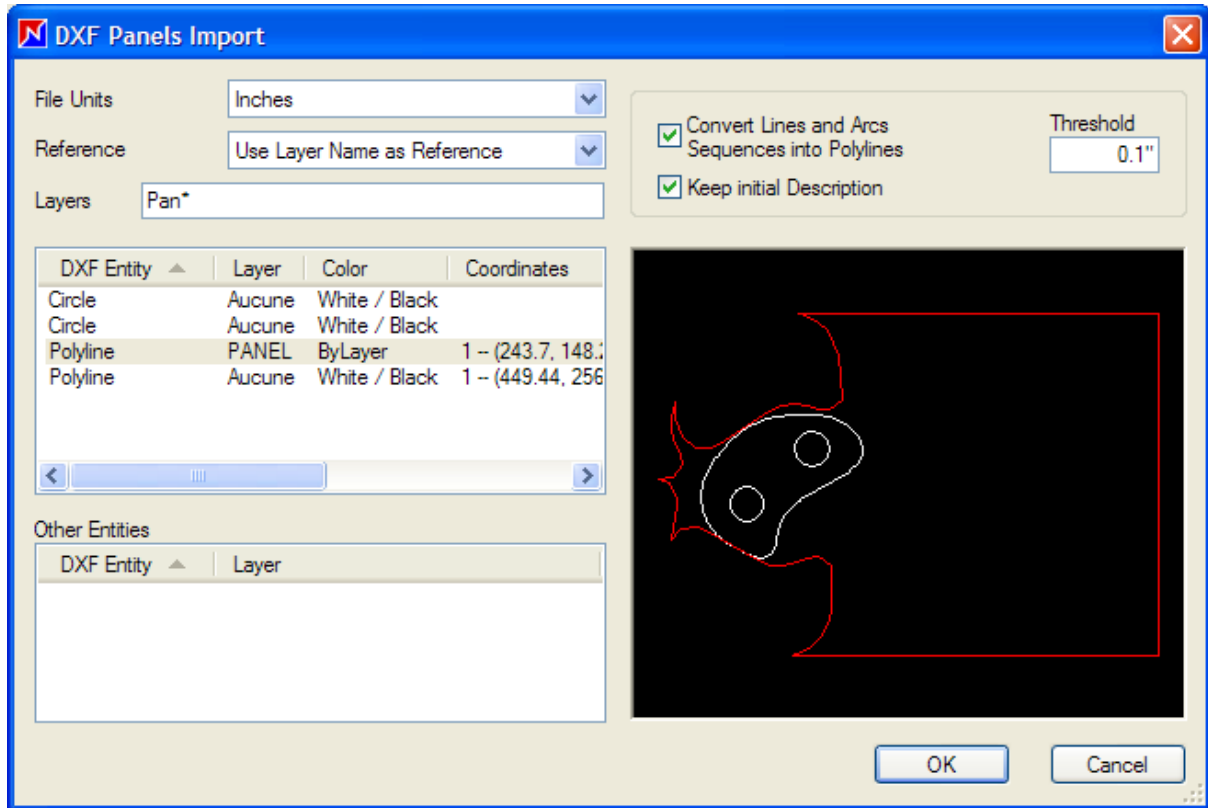 DXF Panels Import
File Units
Inches
Reference
Use Layer Name as Reference
Layers
Pan*
Convert Lines and Arcs
Sequences into Polylines
Threshold
0.1"
Keep initial Description
DXF Entity Layer Color Coordinates
Circle Aucune White / Black
Circle Aucune White / Black
Polyline PANEL ByLayer 1 -- (243.7, 148.2
Polyline Aucune White / Black 1 -- (449.44, 256
Other Entities
DXF Entity Layer
OK Cancel